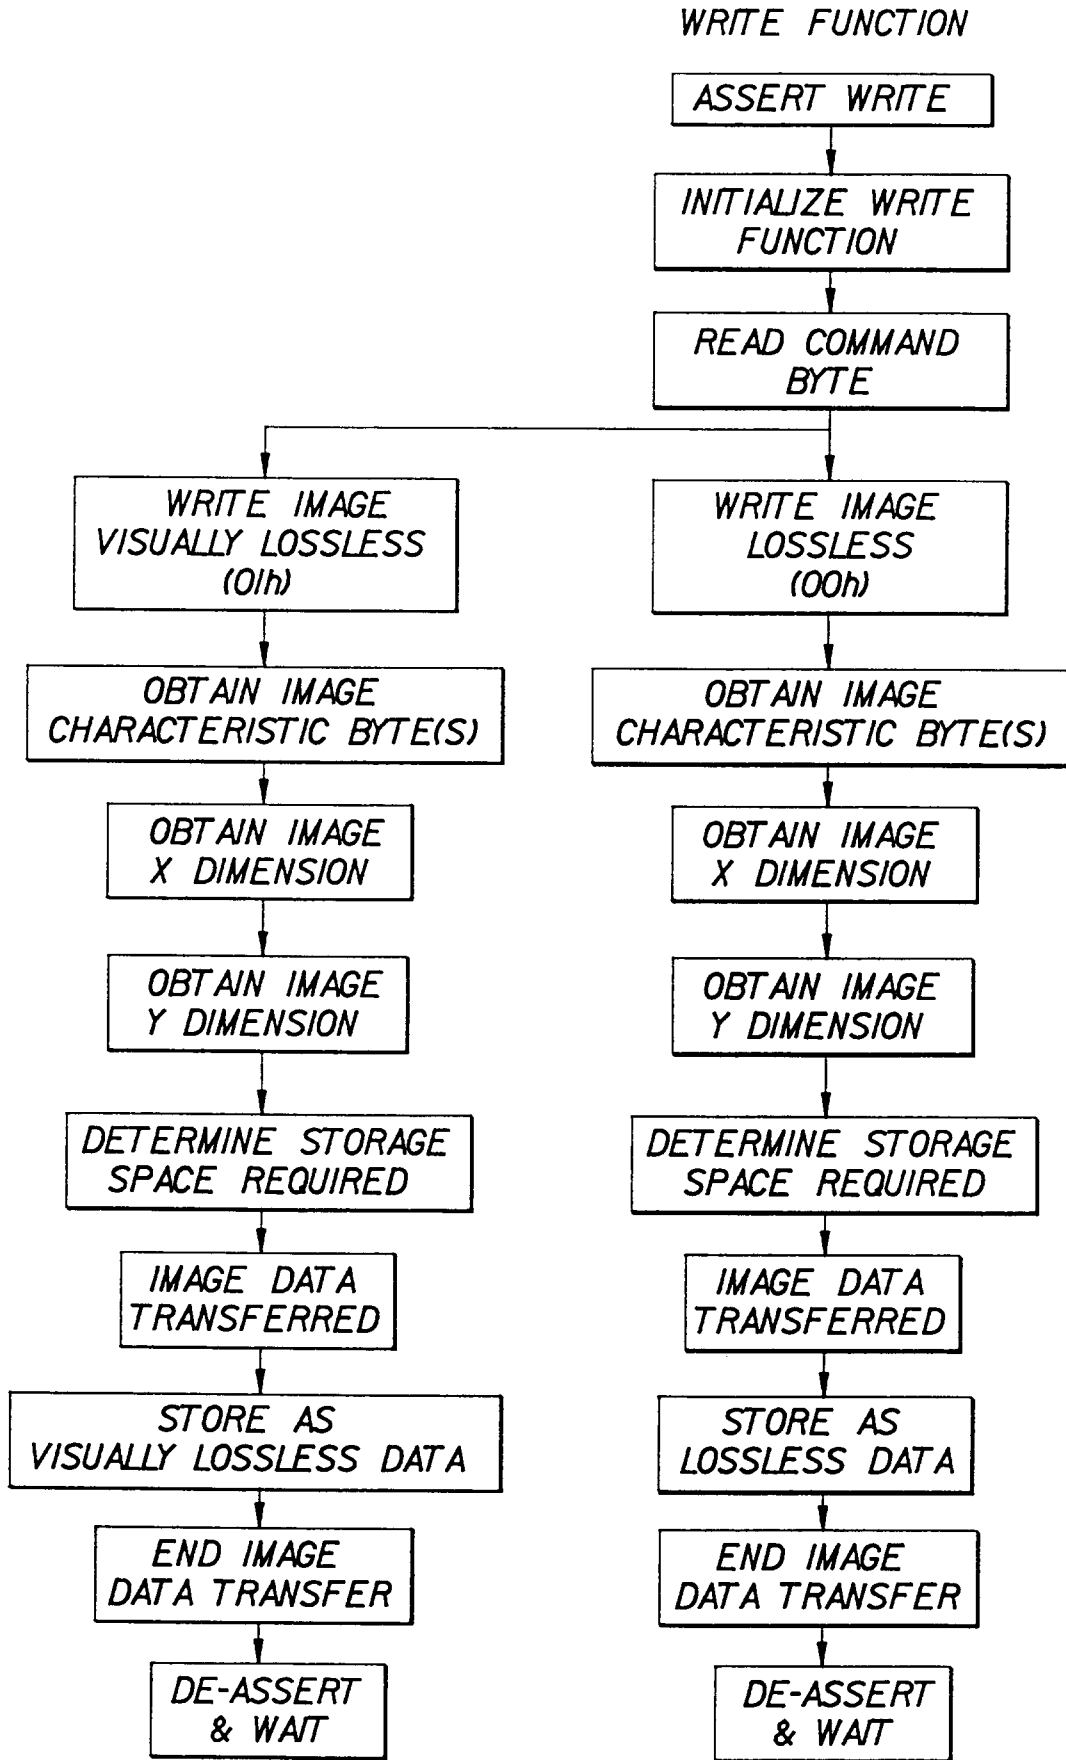 WRITE FUNCTION
ASSERT WRITE
INITIALIZE WRITE
FUNCTION
READ COMMAND
BYTE
WRITE IMAGE
VISUALLY LOSSLESS
(01h)
WRITE IMAGE
LOSSLESS
(00h)
OBTAIN IMAGE
CHARACTERISTIC BYTE(S)
OBTAIN IMAGE
CHARACTERISTIC BYTE(S)
OBTAIN IMAGE
X DIMENSION
OBTAIN IMAGE
X DIMENSION
OBTAIN IMAGE
Y DIMENSION
OBTAIN IMAGE
Y DIMENSION
DETERMINE STORAGE
SPACE REQUIRED
DETERMINE STORAGE
SPACE REQUIRED
IMAGE DATA
TRANSFERRED
IMAGE DATA
TRANSFERRED
STORE AS
VISUALLY LOSSLESS DATA
STORE AS
LOSSLESS DATA
END IMAGE
DATA TRANSFER
END IMAGE
DATA TRANSFER
DE-ASSERT
& WAIT
DE-ASSERT
& WAIT